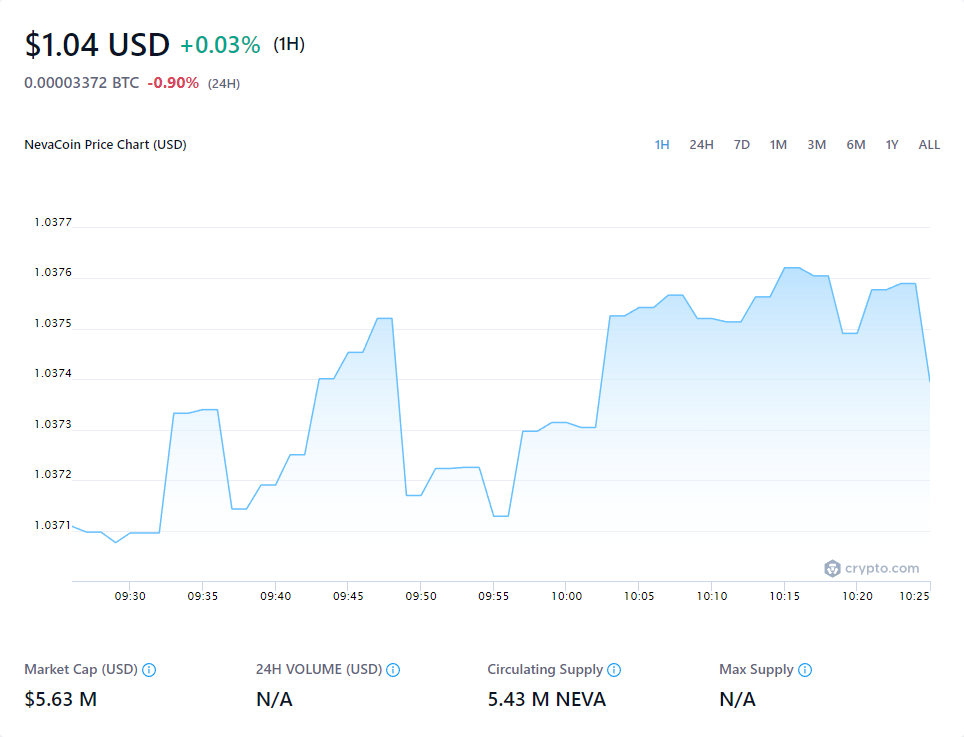 $1.04 USD +0.03% (1H)
0.00003372 BTC -0.90% (24H)
NevaCoin Price Chart (USD) 1H 24H 7D 1M 3M 6M 1Y ALL
1.0377
1.0376
1.0375
1.0374
1.0373
1.0372
1.0371
crypto.com
09:30 09:35 09:40 09:45 09:50 09:55 10:00 10:05 10:10 10:15 10:20 10:25
Market Cap (USD) 24H VOLUME (USD) Circulating Supply Max Supply
$5.63 M N/A 5.43 M NEVA N/A